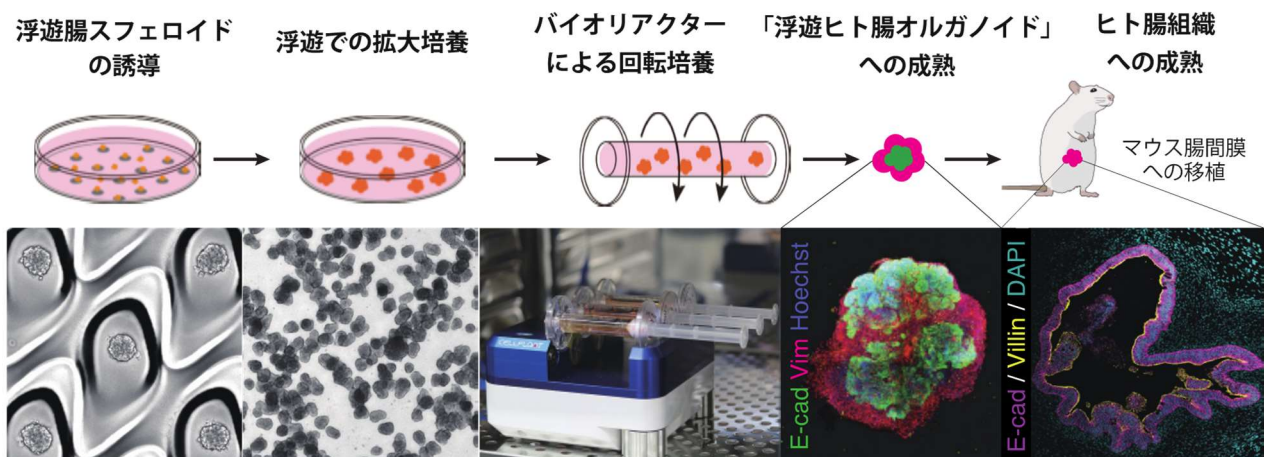 浮遊腸スフェロイド
の誘導
浮遊での拡大培養
バイオリアクター
による回転培養
「浮遊ヒト腸オルガノイド」
への成熟
ヒト腸組織
への成熟
マウス腸間膜
への移植
E-cad Vim Hoechst
E-cad / Villin / DAPI